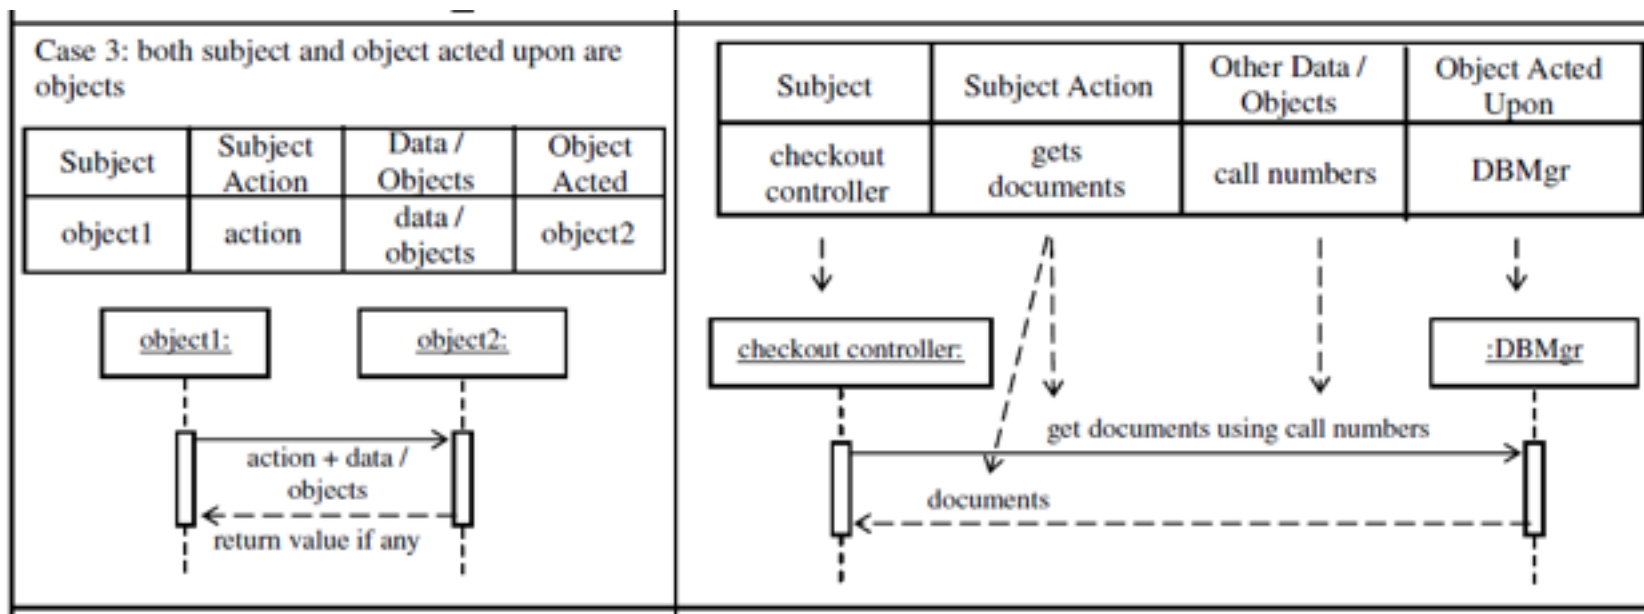 Case 3: both subject and object acted upon are
objects
Subject
Subject
Action
Data /
Objects
Object
Acted
object1
action
data /
objects
object2
object1:
object2:
action + data /
objects
return value if any
Subject
Subject Action
Other Data /
Objects
Object Acted
Upon
checkout
controller
gets
documents
call numbers
DBMgr
checkout controller:
:DBMgr
get documents using call numbers
documents